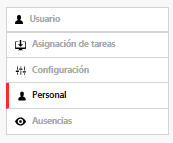 Usuario
Asignación de tareas
Configuración
Personal
Ausencias